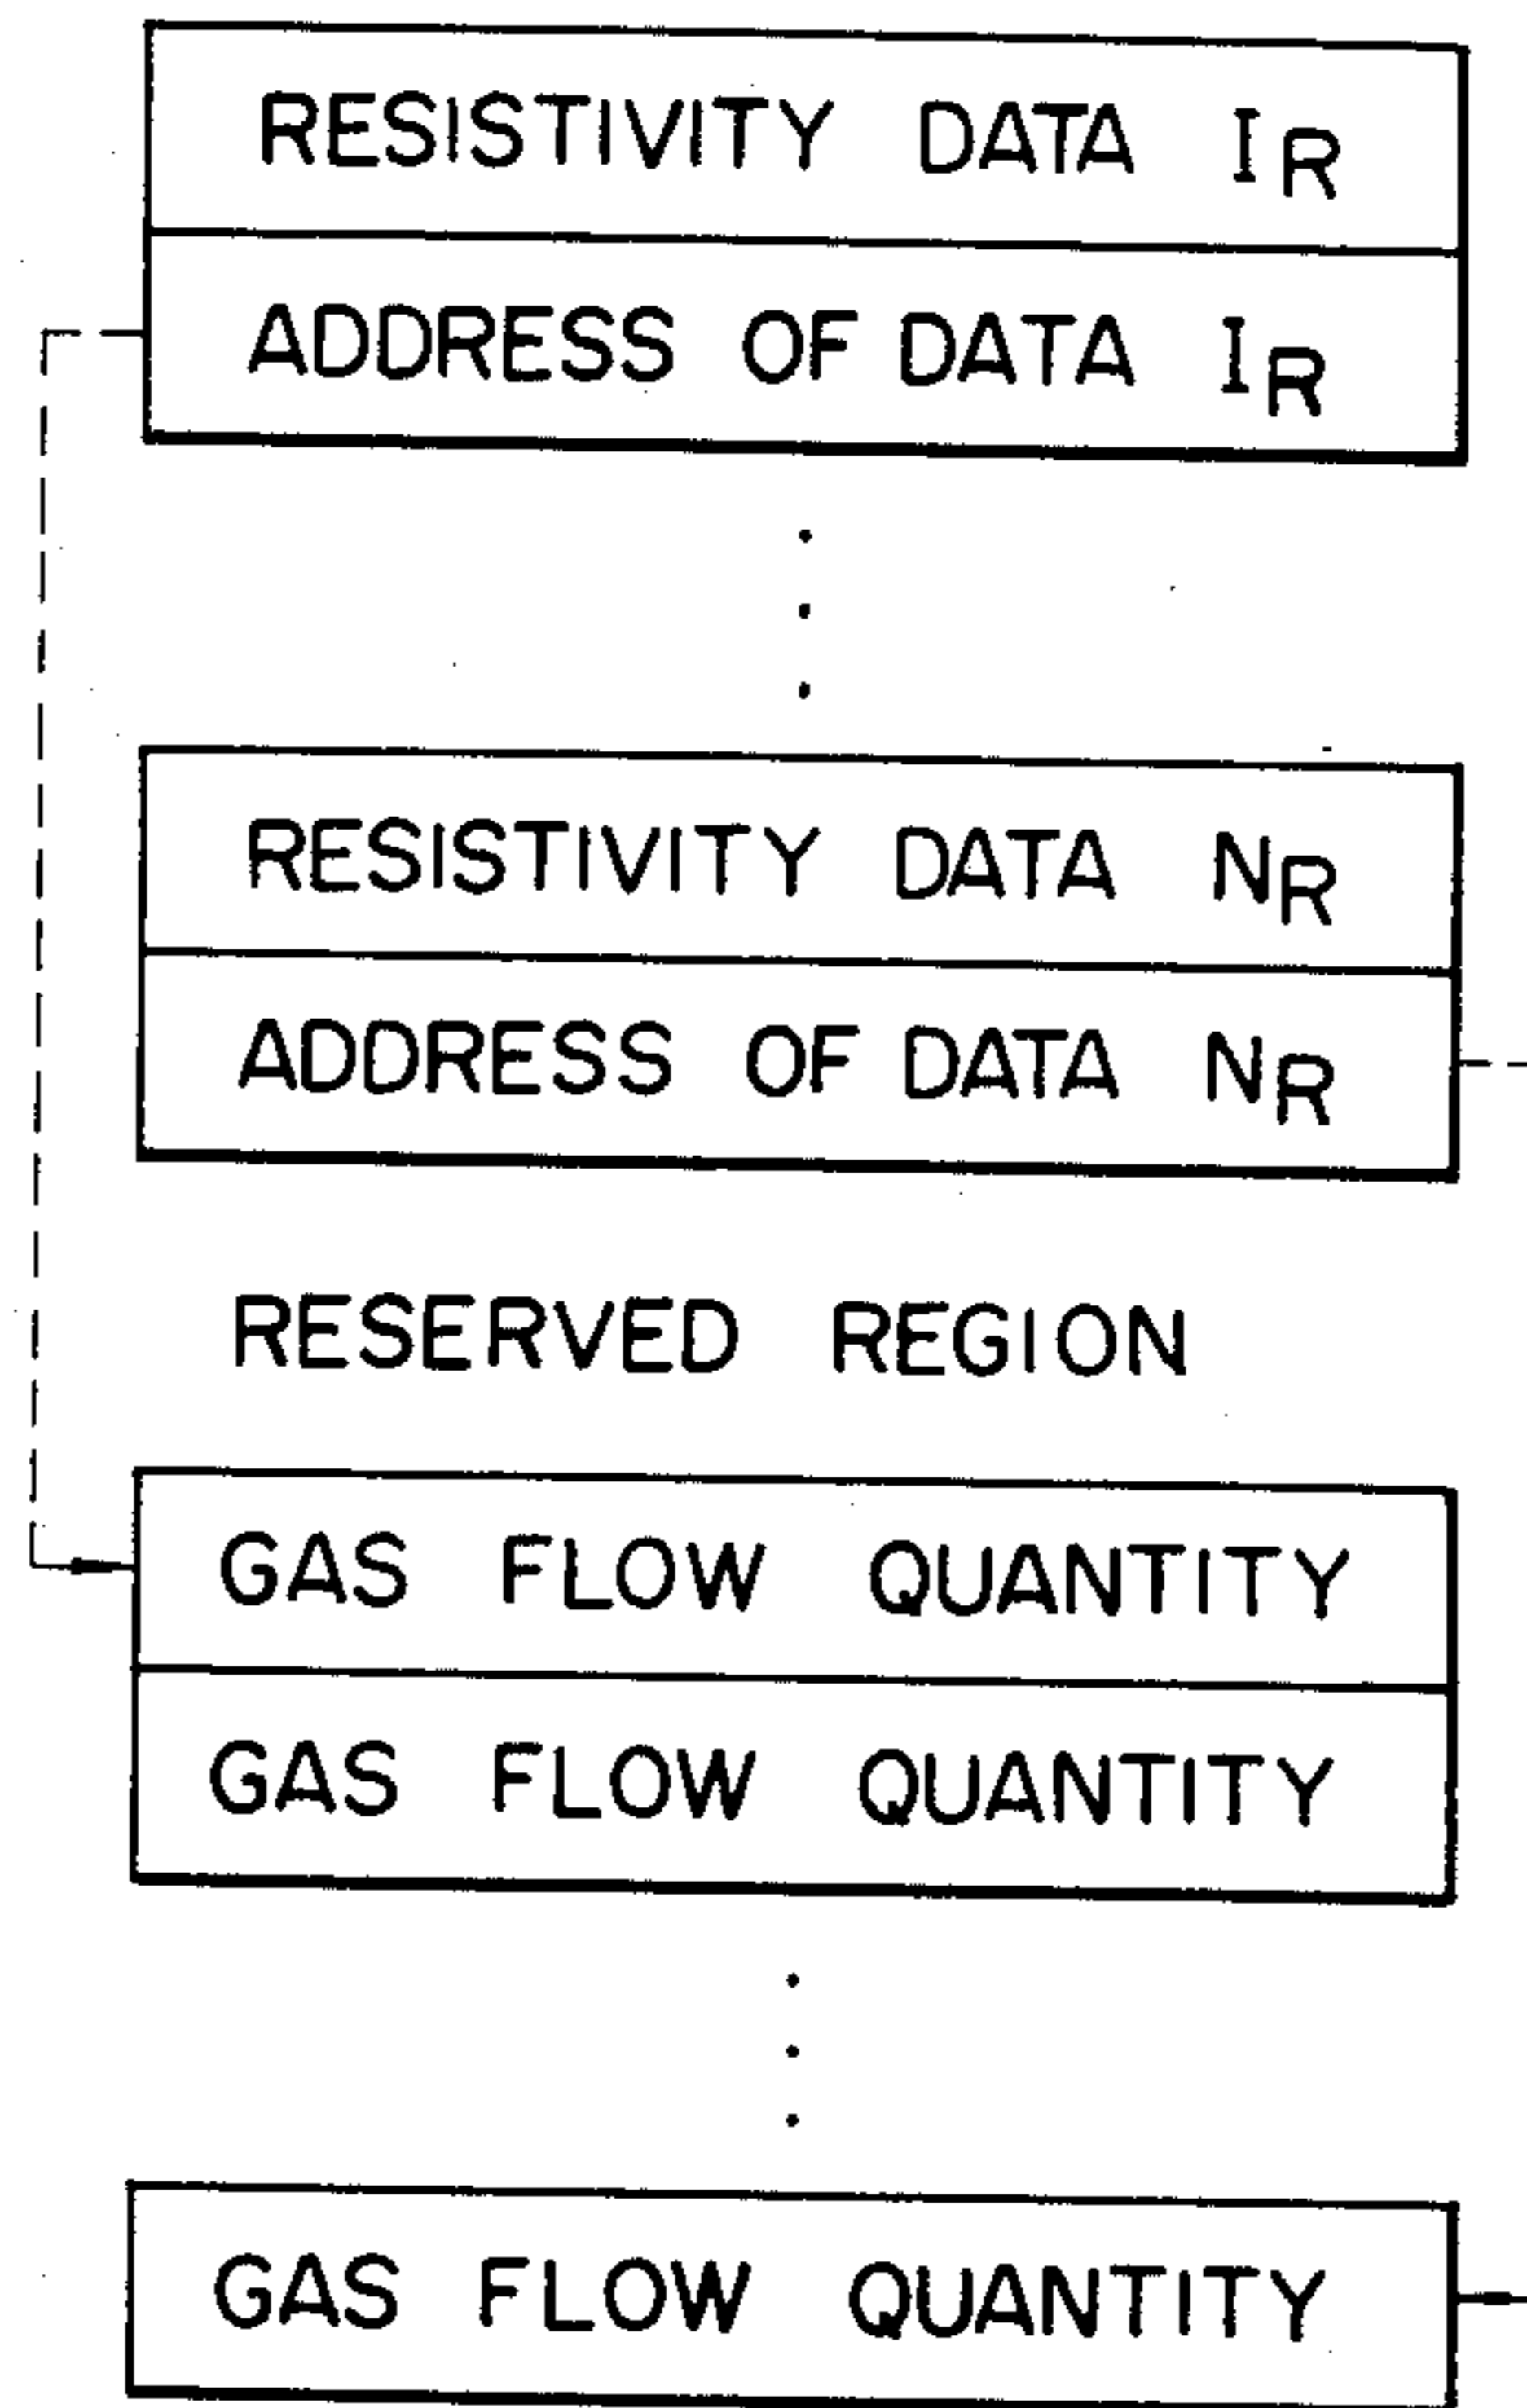 RESISTIVITY DATA IR
ADDRESS OF DATA IR
RESISTIVITY DATA NR
ADDRESS OF DATA NR
RESERVED REGION
GAS FLOW QUANTITY
GAS FLOW QUANTITY
GAS FLOW QUANTITY